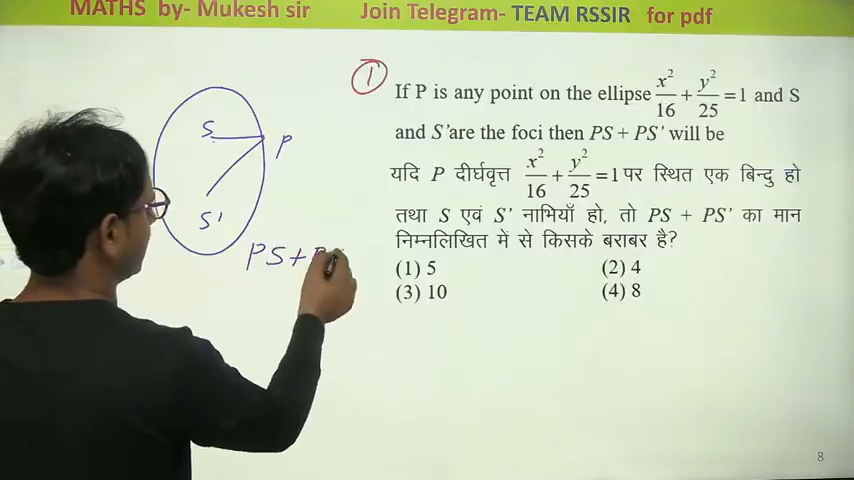 MATHS by- Mukesh sir Join Telegram- TEAM RSSIR for pdf
① If P is any point on the ellipse x²/16 + y²/25 = 1 and S
and S' are the foci then PS + PS' will be
यदि P दीर्घवृत्त x²/16 + y²/25 = 1 पर स्थित एक बिन्दु हो
तथा S एवं S' नाभियाँ हो, तो PS + PS' का मान
निम्नलिखित में से किसके बराबर है?
(1) 5 (2) 4
(3) 10 (4) 8
S
P
S'
PS+
8